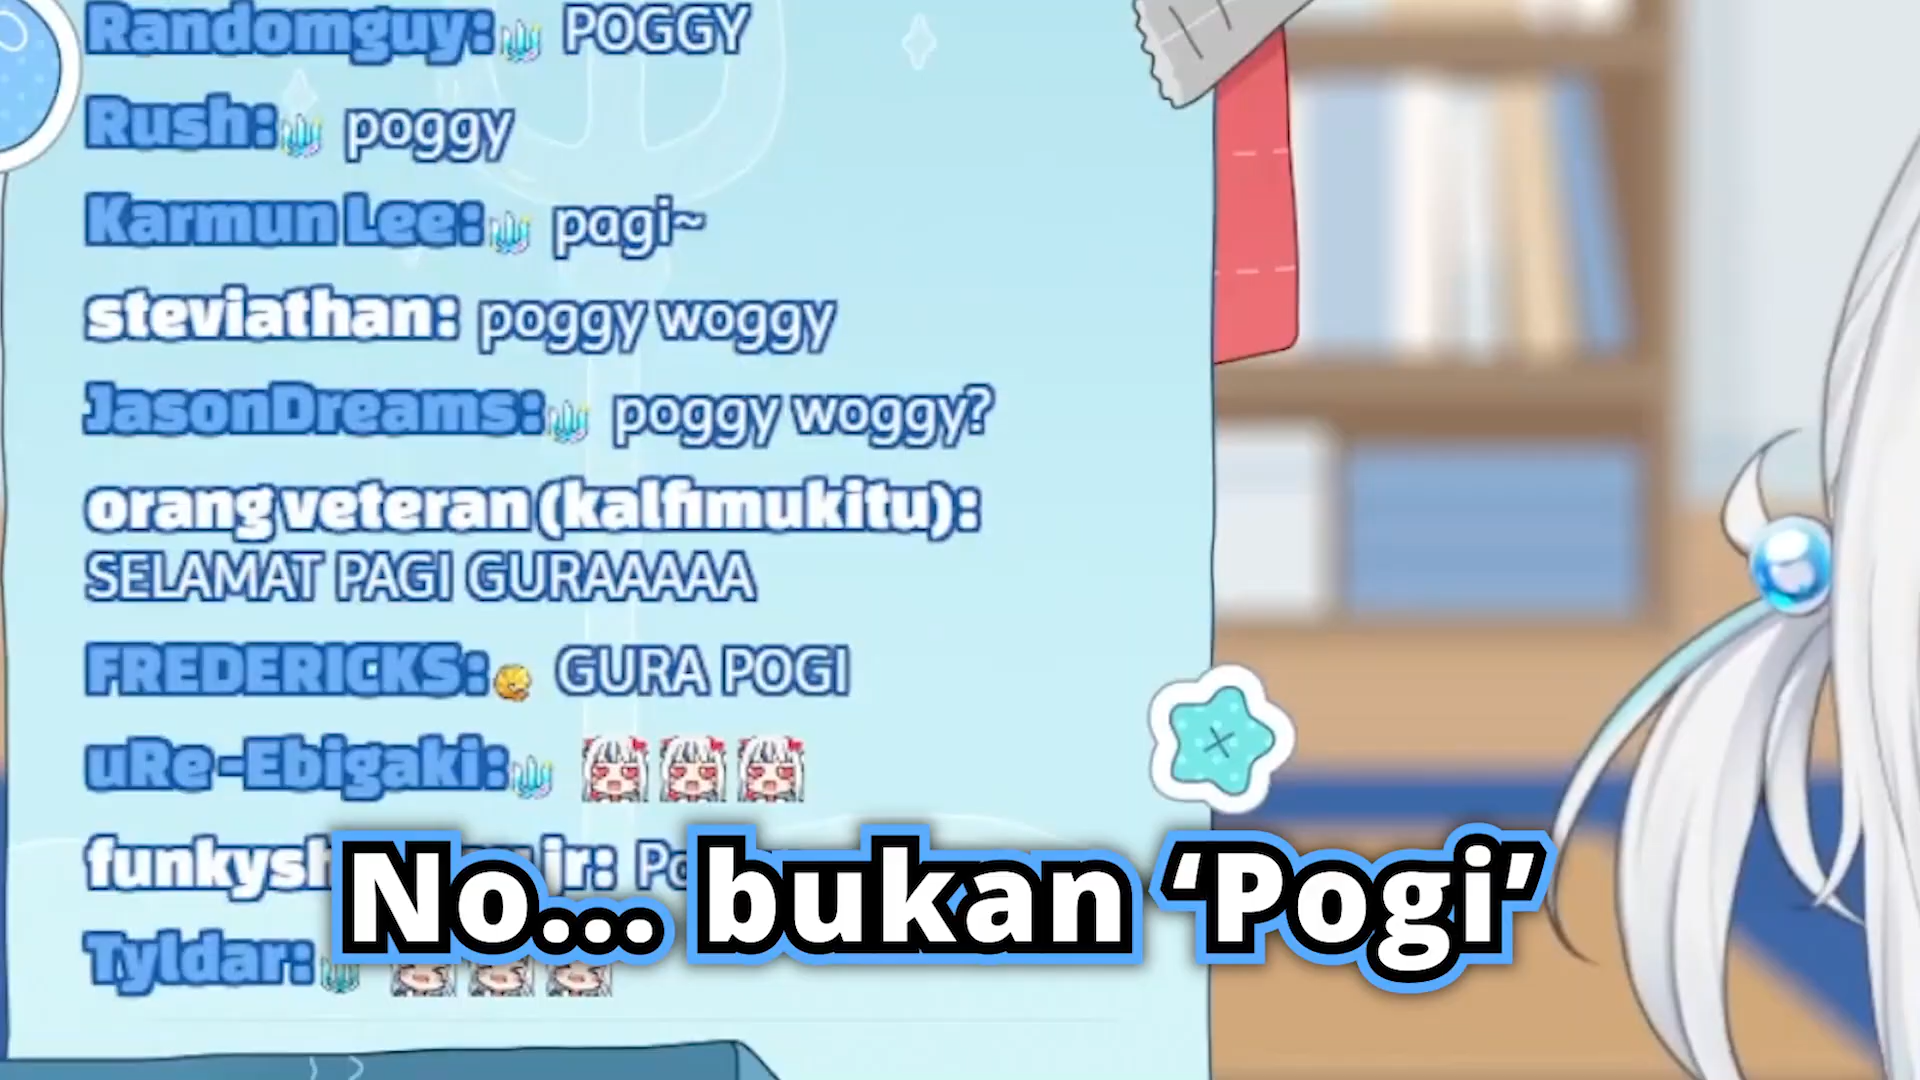 Randomguy: POGGY
Rush: poggy
Karmun Lee: pagi~
steviathan: poggy woggy
JasonDreams: poggy woggy?
orang veteran (kalfimukitu):
SELAMAT PAGI GURAAAAA
FREDERICKS: GURA POGI
uRe-Ebigaki:
jr:
No... bukan ‘Pogi’
Tyldar: